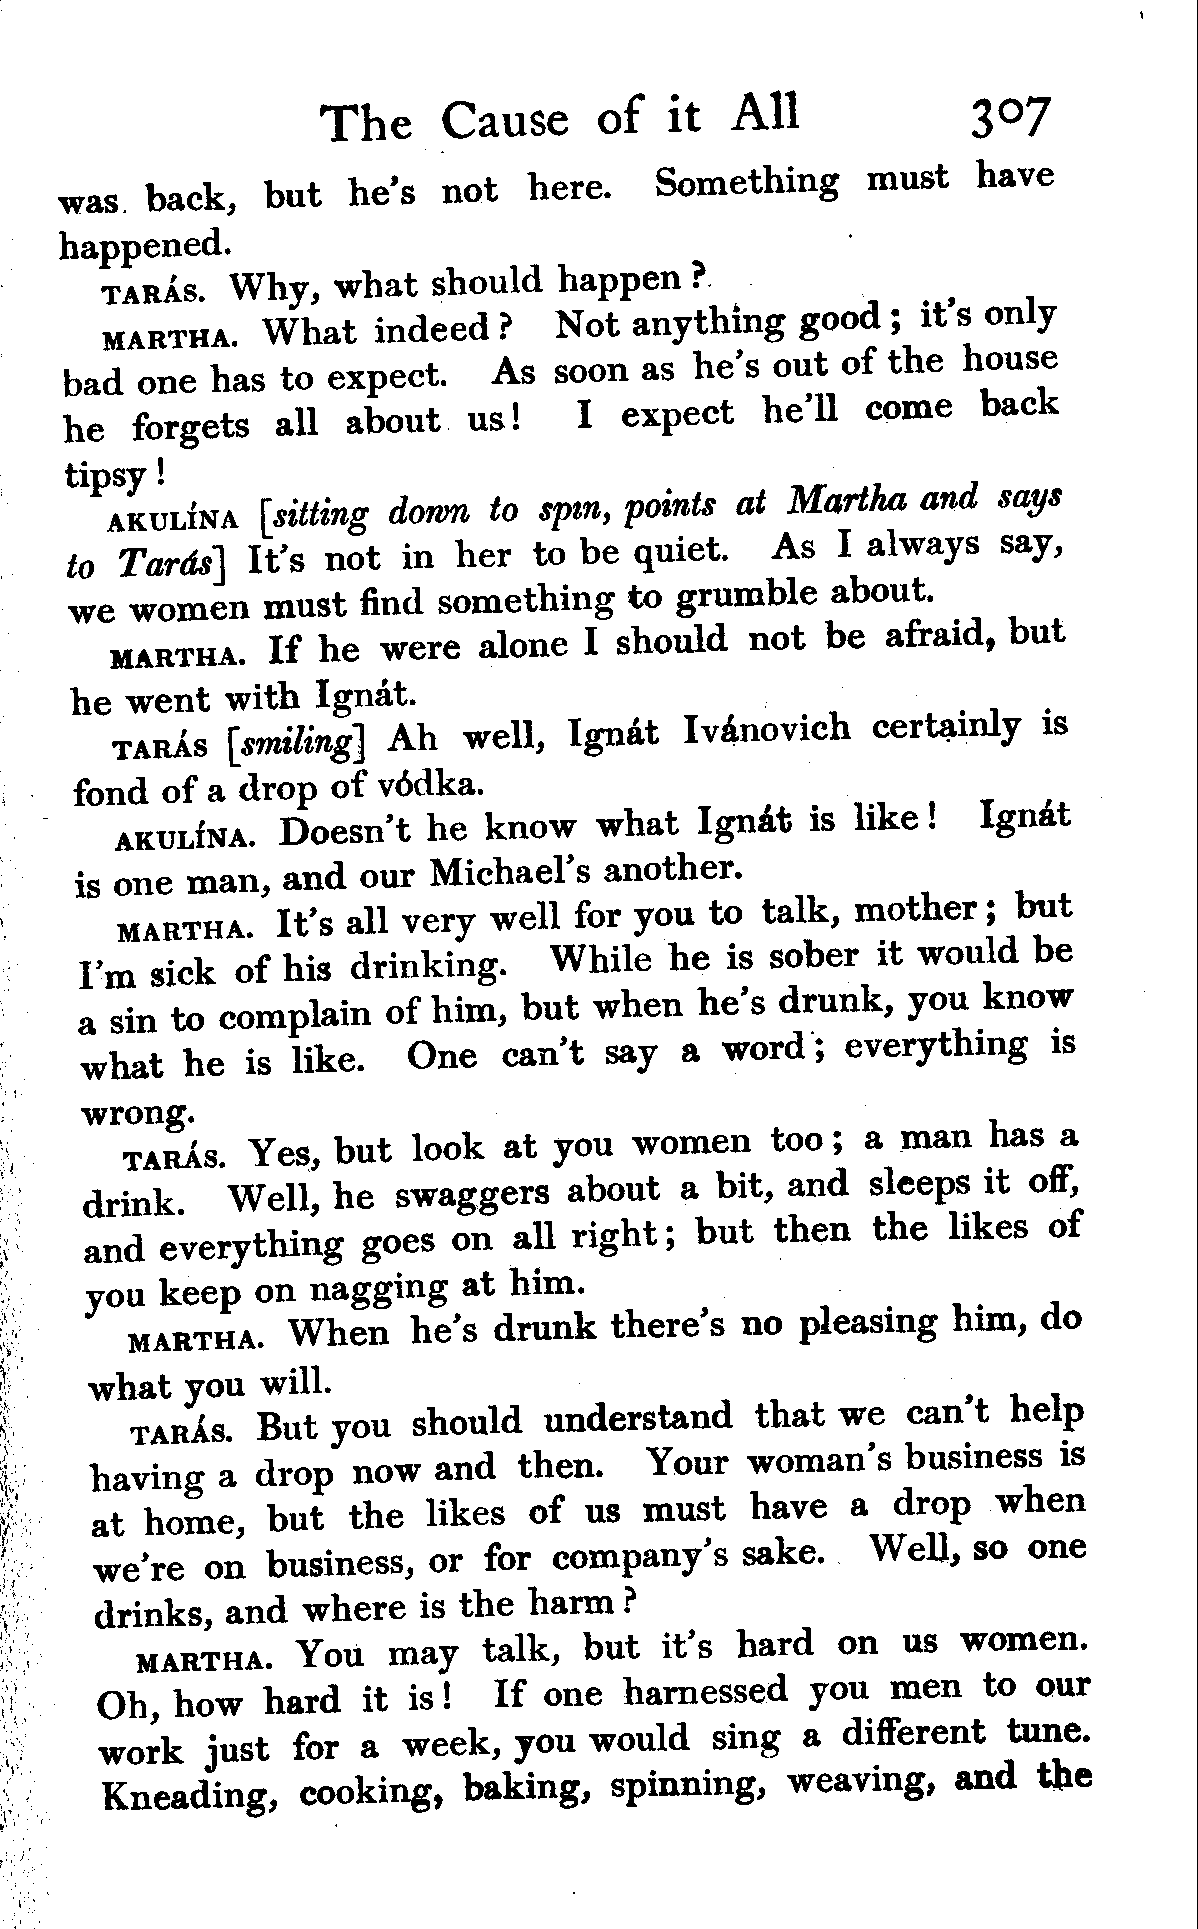 The Cause of it All 307
was back, but he's not here. Something must have
happened.
TARÁS. Why, what should happen?
MARTHA. What indeed? Not anything good; it's only
bad one has to expect. As soon as he's out of the house
he forgets all about us! I expect he'll come back
tipsy!
AKULÍNA [sitting down to spin, points at Martha and says
to Tarás] It's not in her to be quiet. As I always say,
we women must find something to grumble about.
MARTHA. If he were alone I should not be afraid, but
he went with Ignát.
TARÁS [smiling] Ah well, Ignát Ivánovich certainly is
fond of a drop of vódka.
AKULÍNA. Doesn't he know what Ignát is like! Ignát
is one man, and our Michael's another.
MARTHA. It's all very well for you to talk, mother; but
I'm sick of his drinking. While he is sober it would be
a sin to complain of him, but when he's drunk, you know
what he is like. One can't say a word; everything is
wrong.
TARÁS. Yes, but look at you women too; a man has a
drink. Well, he swaggers about a bit, and sleeps it off,
and everything goes on all right; but then the likes of
you keep on nagging at him.
MARTHA. When he's drunk there's no pleasing him, do
what you will.
TARÁS. But you should understand that we can't help
having a drop now and then. Your woman's business is
at home, but the likes of us must have a drop when
we're on business, or for company's sake. Well, so one
drinks, and where is the harm?
MARTHA. You may talk, but it's hard on us women.
Oh, how hard it is! If one harnessed you men to our
work just for a week, you would sing a different tune.
Kneading, cooking, baking, spinning, weaving, and the